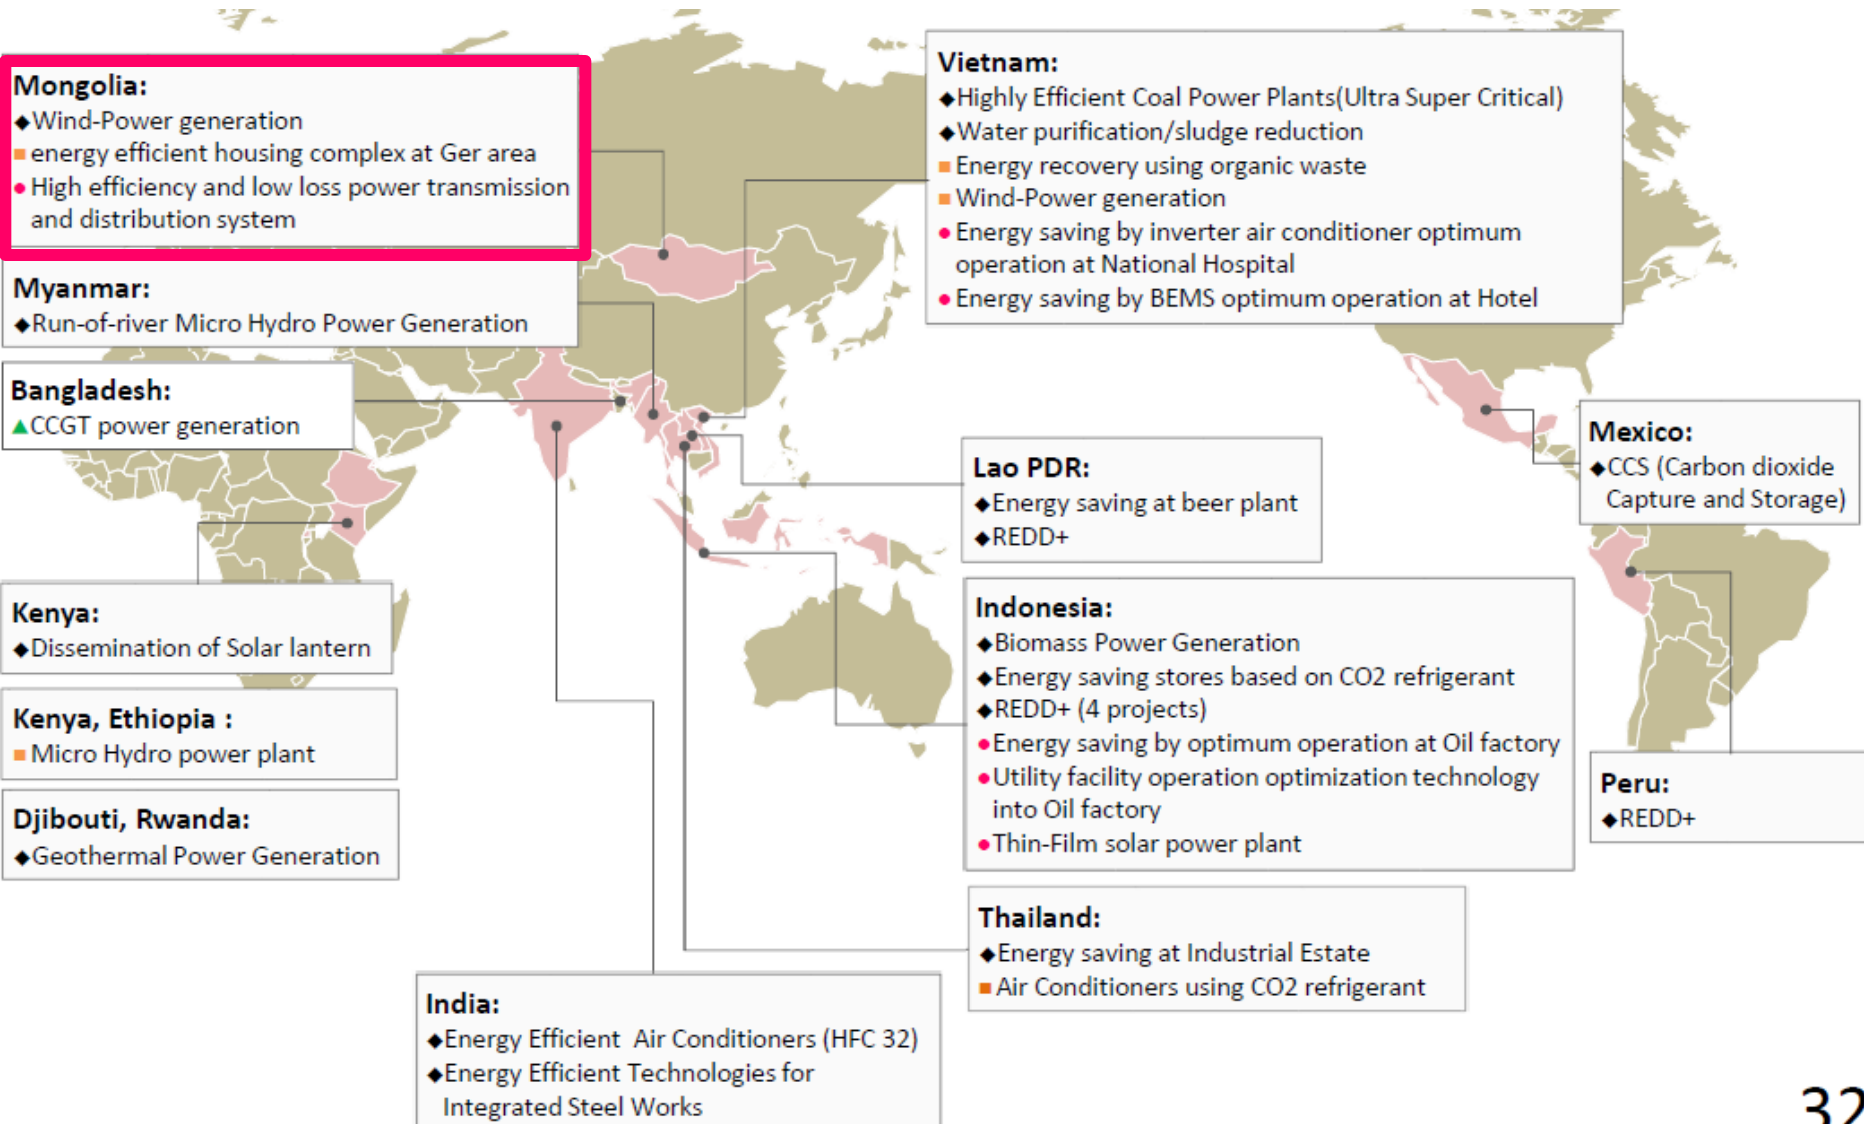 Mongolia:
◆Wind-Power generation
■ energy efficient housing complex at Ger area
● High efficiency and low loss power transmission
and distribution system
Myanmar:
◆Run-of-river Micro Hydro Power Generation
Bangladesh:
▲CCGT power generation
Kenya:
◆Dissemination of Solar lantern
Kenya, Ethiopia :
■ Micro Hydro power plant
Djibouti, Rwanda:
◆Geothermal Power Generation
India:
◆Energy Efficient Air Conditioners (HFC 32)
◆Energy Efficient Technologies for
Integrated Steel Works
Vietnam:
◆Highly Efficient Coal Power Plants(Ultra Super Critical)
◆Water purification/sludge reduction
■ Energy recovery using organic waste
■ Wind-Power generation
● Energy saving by inverter air conditioner optimum
operation at National Hospital
● Energy saving by BEMS optimum operation at Hotel
Lao PDR:
◆Energy saving at beer plant
◆REDD+
Indonesia:
◆Biomass Power Generation
◆Energy saving stores based on CO2 refrigerant
◆REDD+ (4 projects)
●Energy saving by optimum operation at Oil factory
●Utility facility operation optimization technology
into Oil factory
●Thin-Film solar power plant
Thailand:
◆Energy saving at Industrial Estate
■ Air Conditioners using CO2 refrigerant
Mexico:
◆CCS (Carbon dioxide
Capture and Storage)
Peru:
◆REDD+
32